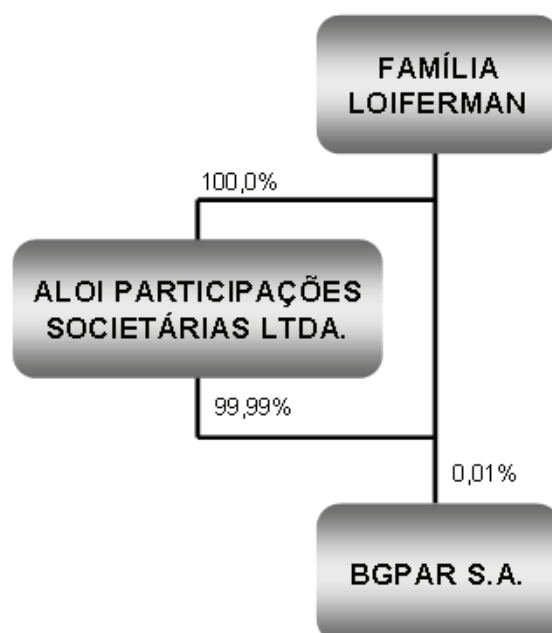 FAMÍLIA
LOIFERMAN
100,0%
ALOI PARTICIPAÇÕES
SOCIETÁRIAS LTDA.
99,99%
0,01%
BGPAR S.A.